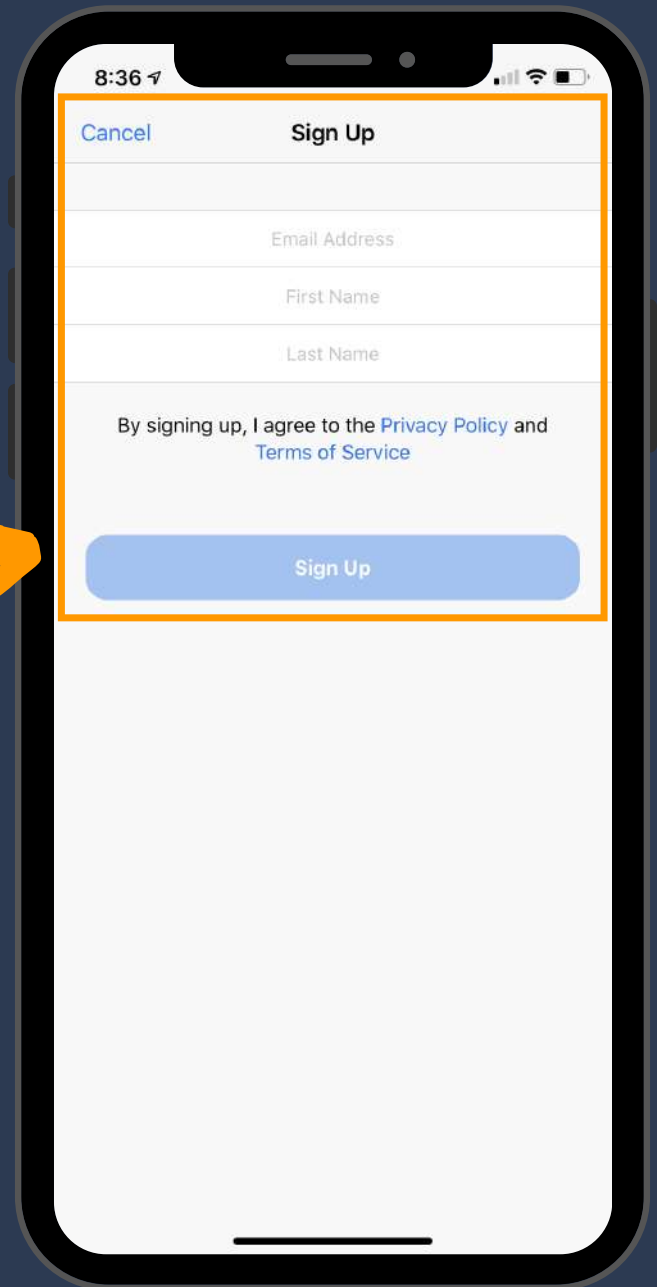 8:36
Cancel
Sign Up
Email Address
First Name
Last Name
By signing up, I agree to the Privacy Policy and
Terms of Service
Sign Up